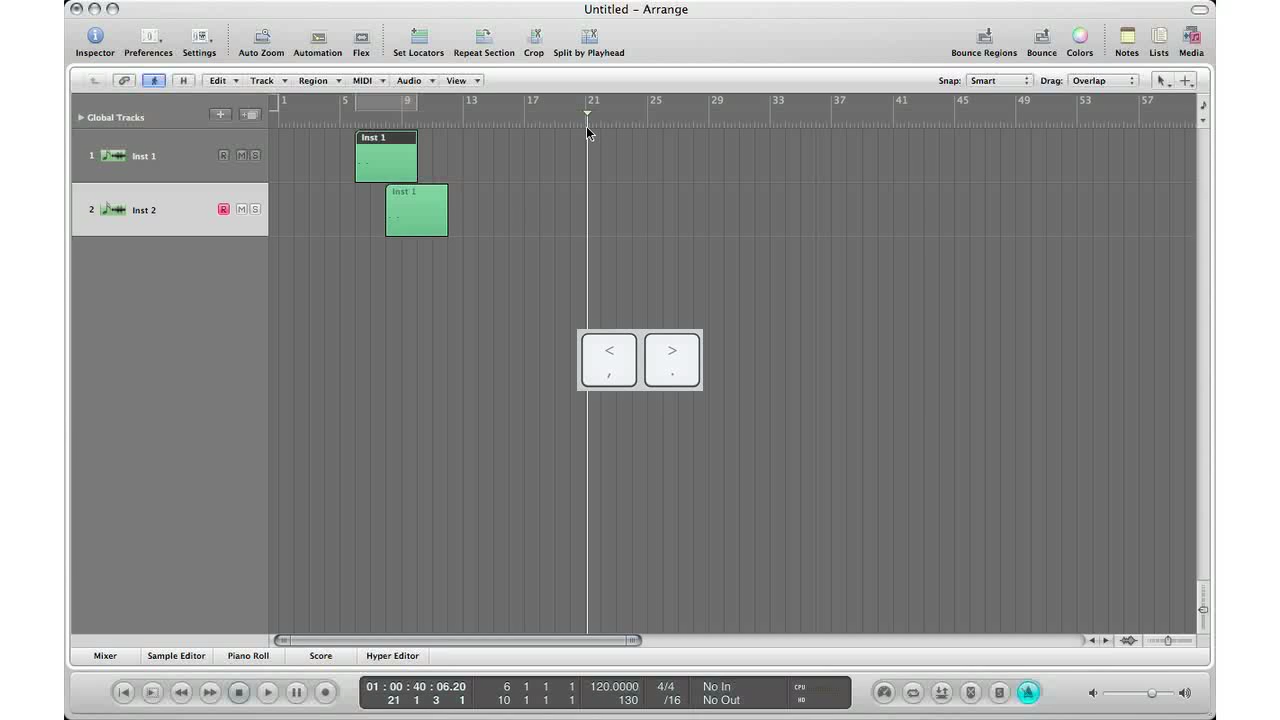 Untitled - Arrange
Inspector Preferences Settings Auto Zoom Automation Flex Set Locators Repeat Section Crop Split by Playhead Bounce Regions Bounce Colors Notes Lists Media
H Edit Track Region MIDI Audio View Snap: Smart Drag: Overlap
1 5 9 13 17 21 25 29 33 37 41 45 49 53 57
Global Tracks
Inst 1
1 Inst 1 R M S
Inst 1
2 Inst 2 R M S
< >
, .
Mixer Sample Editor Piano Roll Score Hyper Editor
01 : 00 : 40 : 06.20 6 1 1 1 120.0000 4/4 No In CPU
21 1 3 1 10 1 1 1 130 /16 No Out HD